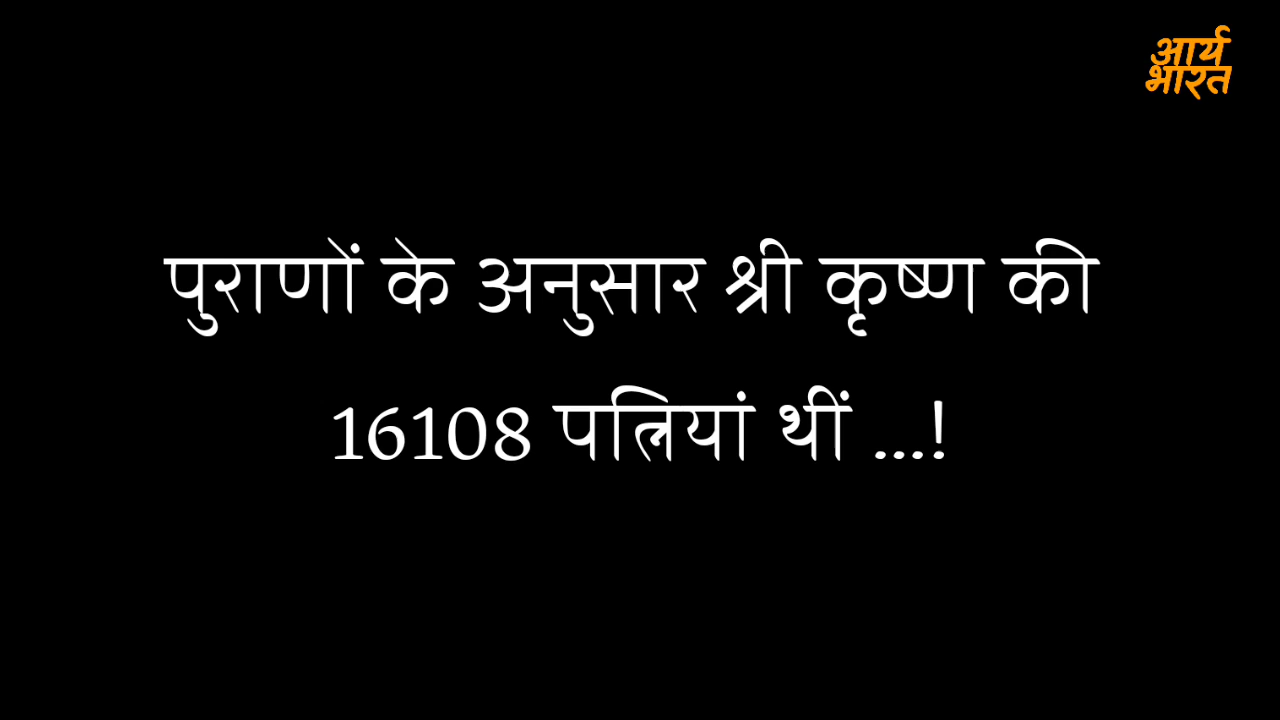 आर्य
भारत
पुराणों के अनुसार श्री कृष्ण की
16108 पत्नियां थीं ...!